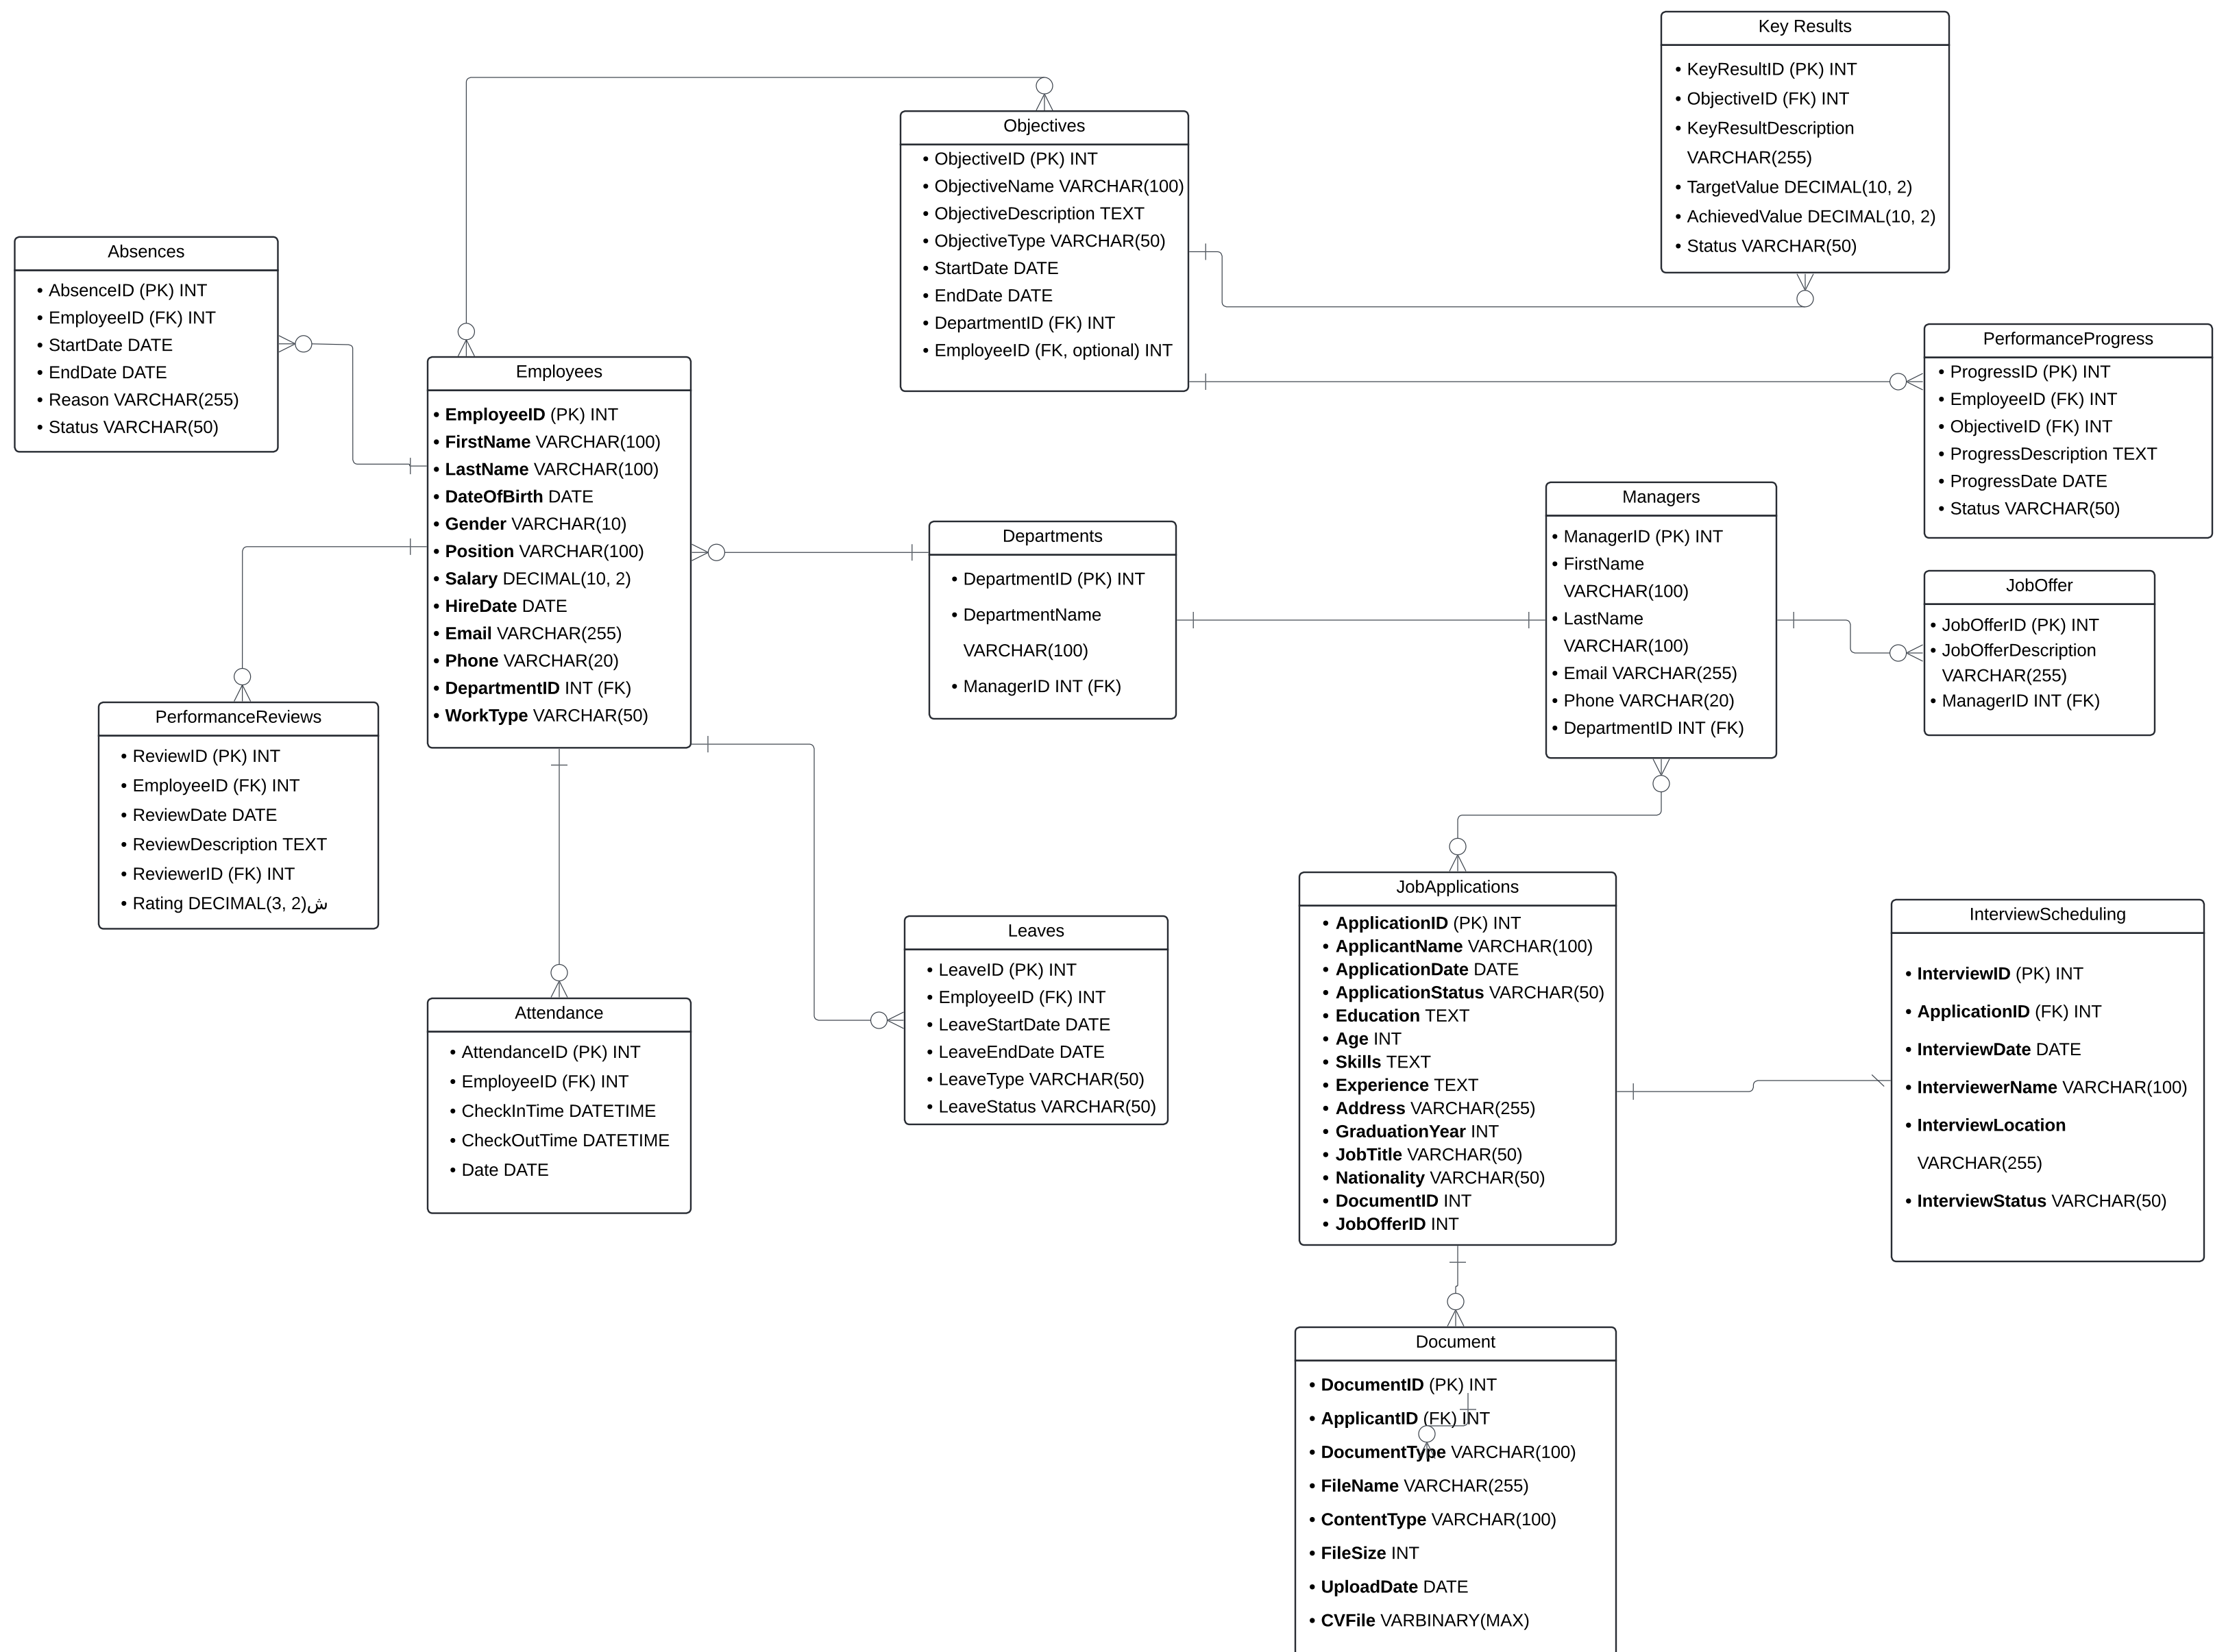 Key Results
• KeyResultID (PK) INT
• ObjectiveID (FK) INT
• KeyResultDescription
VARCHAR(255)
• TargetValue DECIMAL(10, 2)
• AchievedValue DECIMAL(10, 2)
• Status VARCHAR(50)
Objectives
• ObjectiveID (PK) INT
• ObjectiveName VARCHAR(100)
• ObjectiveDescription TEXT
• ObjectiveType VARCHAR(50)
• StartDate DATE
• EndDate DATE
• DepartmentID (FK) INT
• EmployeeID (FK, optional) INT
Absences
• AbsenceID (PK) INT
• EmployeeID (FK) INT
• StartDate DATE
• EndDate DATE
• Reason VARCHAR(255)
• Status VARCHAR(50)
PerformanceProgress
• ProgressID (PK) INT
• EmployeeID (FK) INT
• ObjectiveID (FK) INT
• ProgressDescription TEXT
• ProgressDate DATE
• Status VARCHAR(50)
Employees
• EmployeeID (PK) INT
• FirstName VARCHAR(100)
• LastName VARCHAR(100)
• DateOfBirth DATE
• Gender VARCHAR(10)
• Position VARCHAR(100)
• Salary DECIMAL(10, 2)
• HireDate DATE
• Email VARCHAR(255)
• Phone VARCHAR(20)
• DepartmentID INT (FK)
• WorkType VARCHAR(50)
Departments
• DepartmentID (PK) INT
• DepartmentName
VARCHAR(100)
• ManagerID INT (FK)
Managers
• ManagerID (PK) INT
• FirstName
VARCHAR(100)
• LastName
VARCHAR(100)
• Email VARCHAR(255)
• Phone VARCHAR(20)
• DepartmentID INT (FK)
JobOffer
• JobOfferID (PK) INT
• JobOfferDescription
VARCHAR(255)
• ManagerID INT (FK)
PerformanceReviews
• ReviewID (PK) INT
• EmployeeID (FK) INT
• ReviewDate DATE
• ReviewDescription TEXT
• ReviewerID (FK) INT
• Rating DECIMAL(3, 2)ش
JobApplications
• ApplicationID (PK) INT
• ApplicantName VARCHAR(100)
• ApplicationDate DATE
• ApplicationStatus VARCHAR(50)
• Education TEXT
• Age INT
• Skills TEXT
• Experience TEXT
• Address VARCHAR(255)
• GraduationYear INT
• JobTitle VARCHAR(50)
• Nationality VARCHAR(50)
• DocumentID INT
• JobOfferID INT
InterviewScheduling
• InterviewID (PK) INT
• ApplicationID (FK) INT
• InterviewDate DATE
• InterviewerName VARCHAR(100)
• InterviewLocation
VARCHAR(255)
• InterviewStatus VARCHAR(50)
Leaves
• LeaveID (PK) INT
• EmployeeID (FK) INT
• LeaveStartDate DATE
• LeaveEndDate DATE
• LeaveType VARCHAR(50)
• LeaveStatus VARCHAR(50)
Attendance
• AttendanceID (PK) INT
• EmployeeID (FK) INT
• CheckInTime DATETIME
• CheckOutTime DATETIME
• Date DATE
Document
• DocumentID (PK) INT
• ApplicantID (FK) INT
• DocumentType VARCHAR(100)
• FileName VARCHAR(255)
• ContentType VARCHAR(100)
• FileSize INT
• UploadDate DATE
• CVFile VARBINARY(MAX)